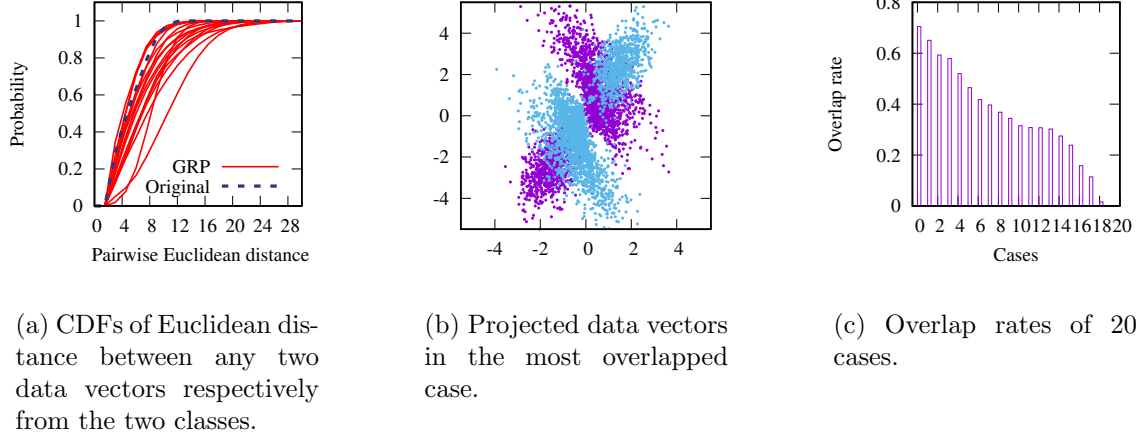 1
0.8
0.6
0.4
0.2
0
Probability
GRP
Original
0 4 8 12 16 20 24 28
Pairwise Euclidean distance
4
2
0
-2
-4
-4 -2 0 2 4
0.8
0.6
0.4
0.2
0
Overlap rate
0 2 4 6 8 10 12 14 16 18 20
Cases
(a) CDFs of Euclidean dis-
tance between any two
data vectors respectively
from the two classes.
(b) Projected data vectors
in the most overlapped
case.
(c) Overlap rates of 20
cases.